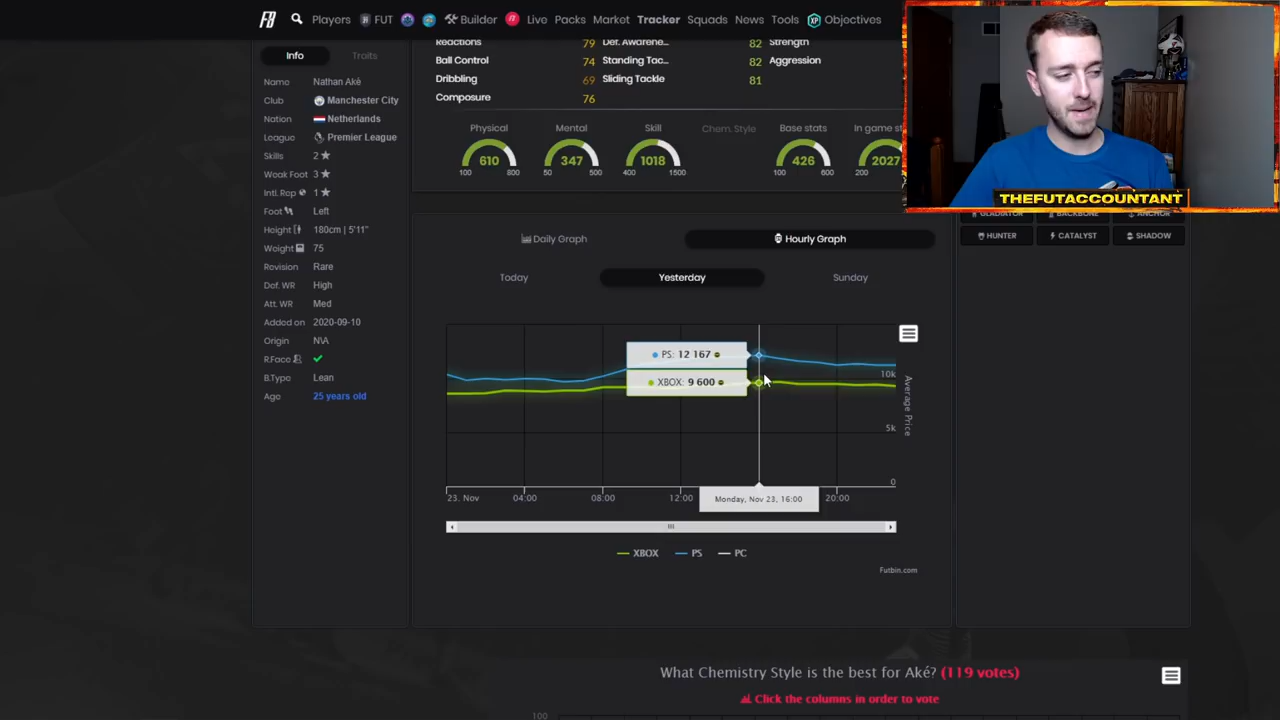 Players FUT Builder Live Packs Market Tracker Squads News Tools XP Objectives
Info Traits
Name Nathan Aké
Club Manchester City
Nation Netherlands
League Premier League
Skills 2★
Weak Foot 3★
Intl. Rep 1★
Foot Left
Height 180cm | 5'11"
Weight 75
Revision Rare
Def. WR High
Att. WR Med
Added on 2020-09-10
Origin N\A
R.Face
B.Type Lean
Age 25 years old
Reactions 79 Def. Awarene... 82 Strength
Ball Control 74 Standing Tac... 82 Aggression
Dribbling 69 Sliding Tackle 81
Composure 76
Physical Mental Skill Chem. Style Base stats In game st
610 347 1018 426 2027
100 800 50 500 400 1500 100 600 200
THEFUTACCOUNTANT
GLADIATOR BACKBONE ANCHOR
HUNTER CATALYST SHADOW
Daily Graph Hourly Graph
Today Yesterday Sunday
PS: 12 167
XBOX: 9 600
10k
5k
0
Average Price
23. Nov 04:00 08:00 12:00 20:00
Monday, Nov 23, 16:00
XBOX PS PC
Futbin.com
What Chemistry Style is the best for Aké? (119 votes)
Click the columns in order to vote
100